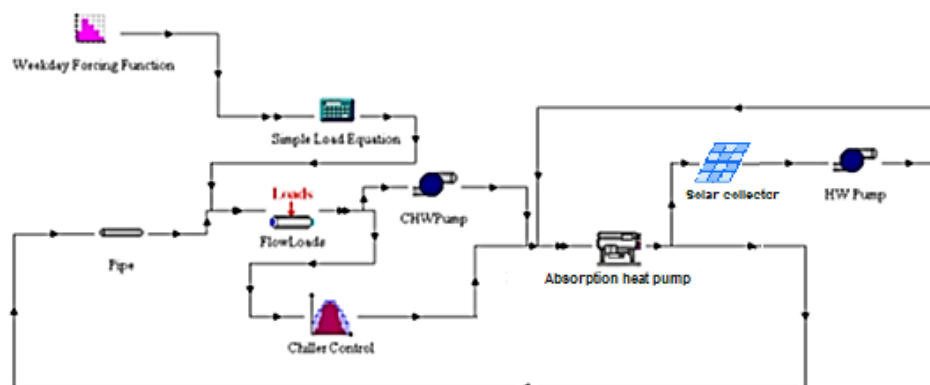 Weekday Forcing Function
Simple Load Equation
Loads
FlowLoads
CHWPump
Solar collector
HW Pump
Pipe
Absorption heat pump
Chiller Control